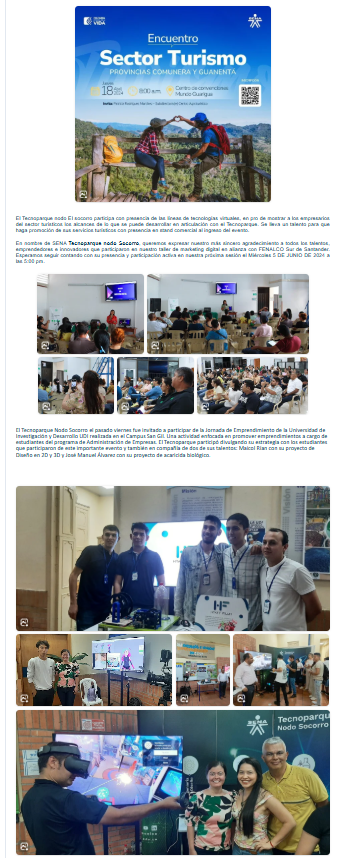 SENA
Encuentro
Sector Turismo
PROVINCIAS COMUNERA Y GUANENTÁ
18 Abril
2024
8:00 a.m.
Centro de convenciones
El Tecnoparque nodo El socorro participa con presencia de las líneas de tecnologías virtuales, en pro de mostrar a los empresarios
del sector turísticos los alcances de lo que se puede desarrollar en articulación con el Tecnoparque. Se lleva un talento para que
haga promoción de sus servicios turísticos con presencia en stand comercial al ingreso del evento.
En nombre de SENA Tecnoparque nodo Socorro, queremos expresar nuestro más sincero agradecimiento a todos los talentos,
emprendedores e innovadores que participaron en nuestro taller de marketing digital en alianza con FENALCO Sur de Santander.
Esperamos seguir contando con su presencia y participación activa en nuestra próxima sesión el Miércoles 5 DE JUNIO DE 2024 a
las 5:00 pm.
El Tecnoparque Nodo Socorro el pasado viernes fue invitado a participar de la Jornada de Emprendimiento de la Universidad de
Investigación y Desarrollo UDI realizada en el Campus San Gil. Una actividad enfocada en promover emprendimientos a cargo de
estudiantes del programa de Administración de Empresas. El Tecnoparque participó divulgando su estrategia con los estudiantes
que participaron de este importante evento y también en compañía de dos de sus talentos: Maicol Rian con su proyecto de
Diseño en 2D y 3D y José Manuel Álvarez con su proyecto de acaricida biológico.
HF
HF
SENA
Tecnoparqu
Nodo Socorro